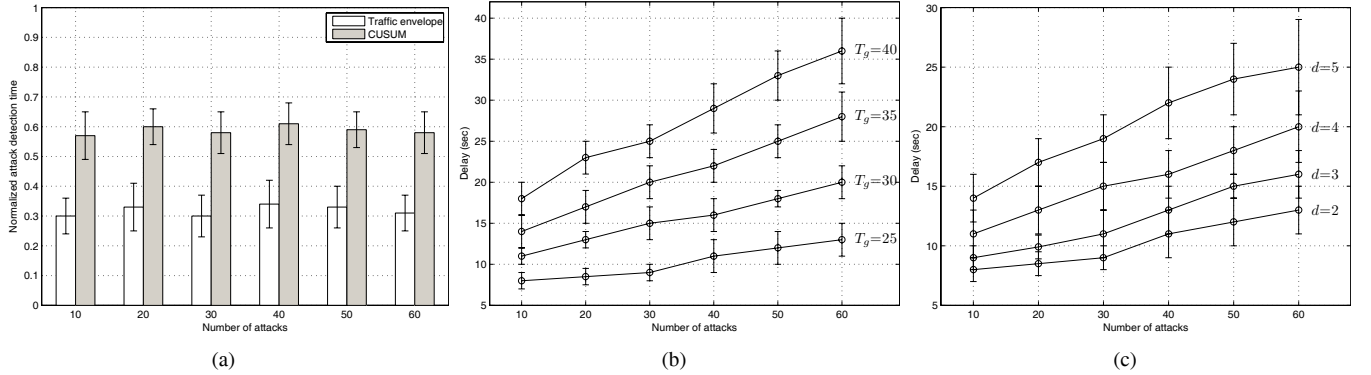 1
0.9
0.8
0.7
0.6
0.5
0.4
0.3
0.2
0.1
0
Normalized attack detection time
Traffic envelope
CUSUM
10 20 30 40 50 60
Number of attacks
(a)
40
35
30
25
20
15
10
5
Delay (sec)
T_g=40
T_g=35
T_g=30
T_g=25
10 20 30 40 50 60
Number of attacks
(b)
30
25
20
15
10
5
Delay (sec)
d=5
d=4
d=3
d=2
10 20 30 40 50 60
Number of attacks
(c)